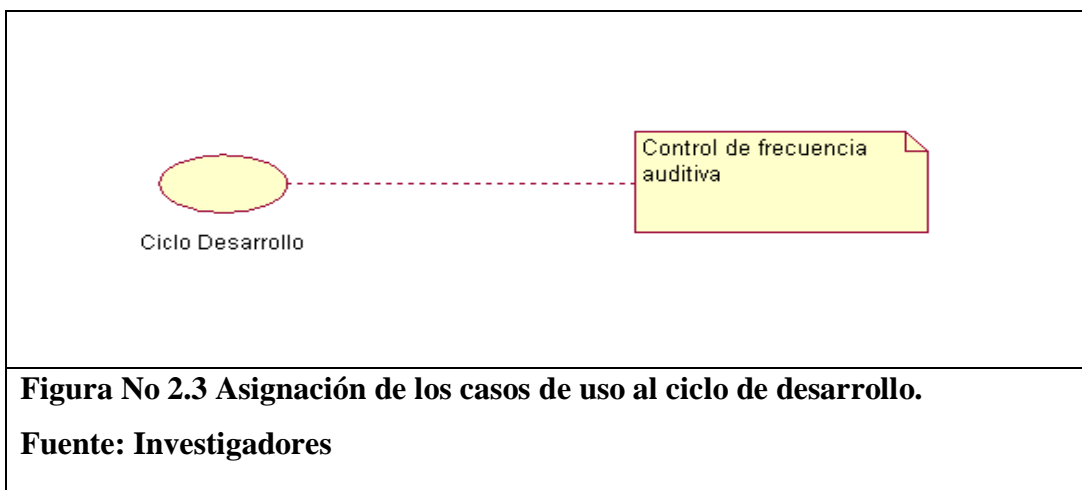 Control de frecuencia
auditiva
Ciclo Desarrollo
Figura No 2.3 Asignación de los casos de uso al ciclo de desarrollo.
Fuente: Investigadores